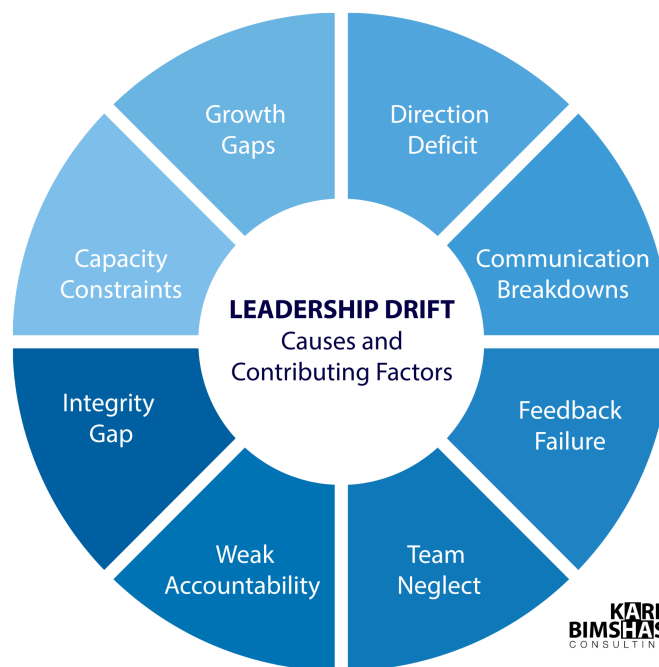 Growth
Gaps
Direction
Deficit
Capacity
Constraints
Communication
Breakdowns
LEADERSHIP DRIFT
Causes and
Contributing Factors
Integrity
Gap
Feedback
Failure
Weak
Accountability
Team
Neglect